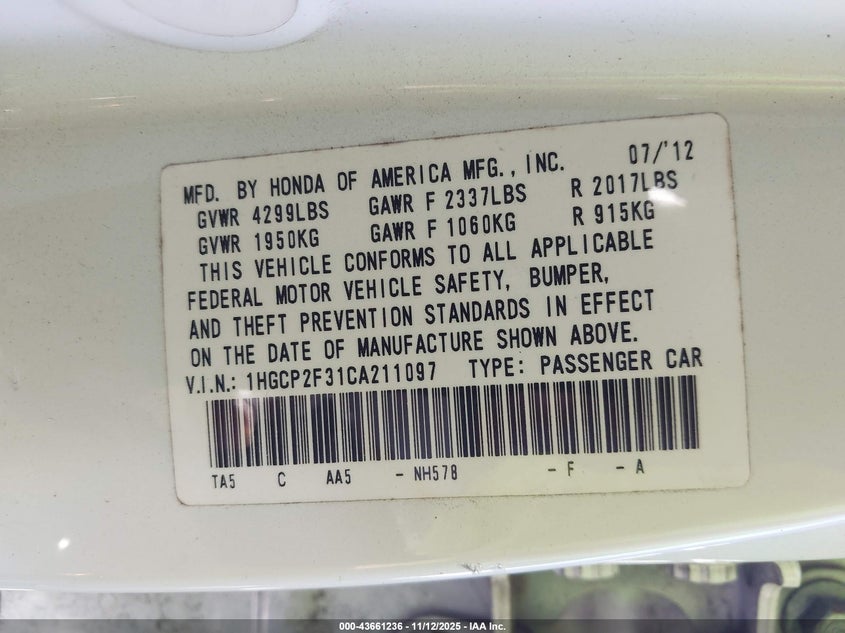 MFD. BY HONDA OF AMERICA MFG., INC. 07/'12
GVWR 4299LBS GAWR F 2337LBS R 2017LBS
GVWR 1950KG GAWR F 1060KG R 915KG
THIS VEHICLE CONFORMS TO ALL APPLICABLE
FEDERAL MOTOR VEHICLE SAFETY, BUMPER,
AND THEFT PREVENTION STANDARDS IN EFFECT
ON THE DATE OF MANUFACTURE SHOWN ABOVE.
V.I.N.: 1HGCP2F31CA211097 TYPE: PASSENGER CAR
TA5 C AA5 - NH578 - F - A
000-43661236 - 11/12/2025 - IAA Inc.